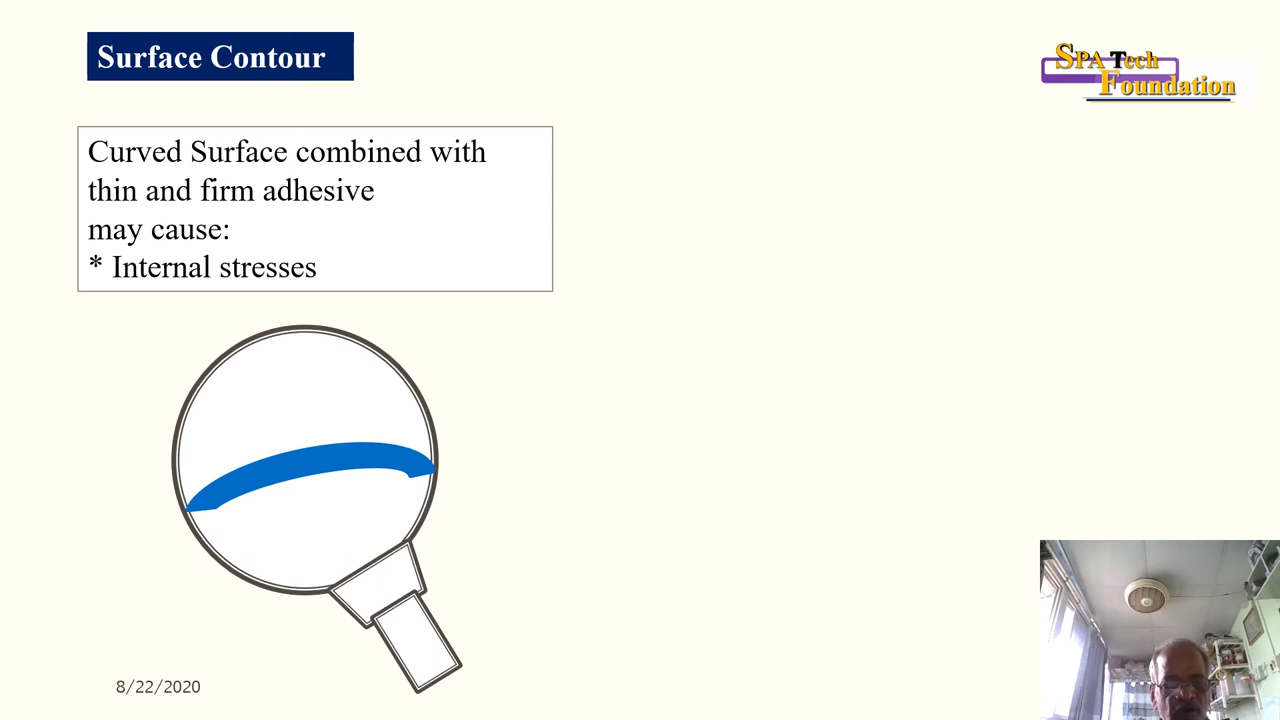 Surface Contour
SPA Tech
Foundation
Curved Surface combined with
thin and firm adhesive
may cause:
* Internal stresses
8/22/2020